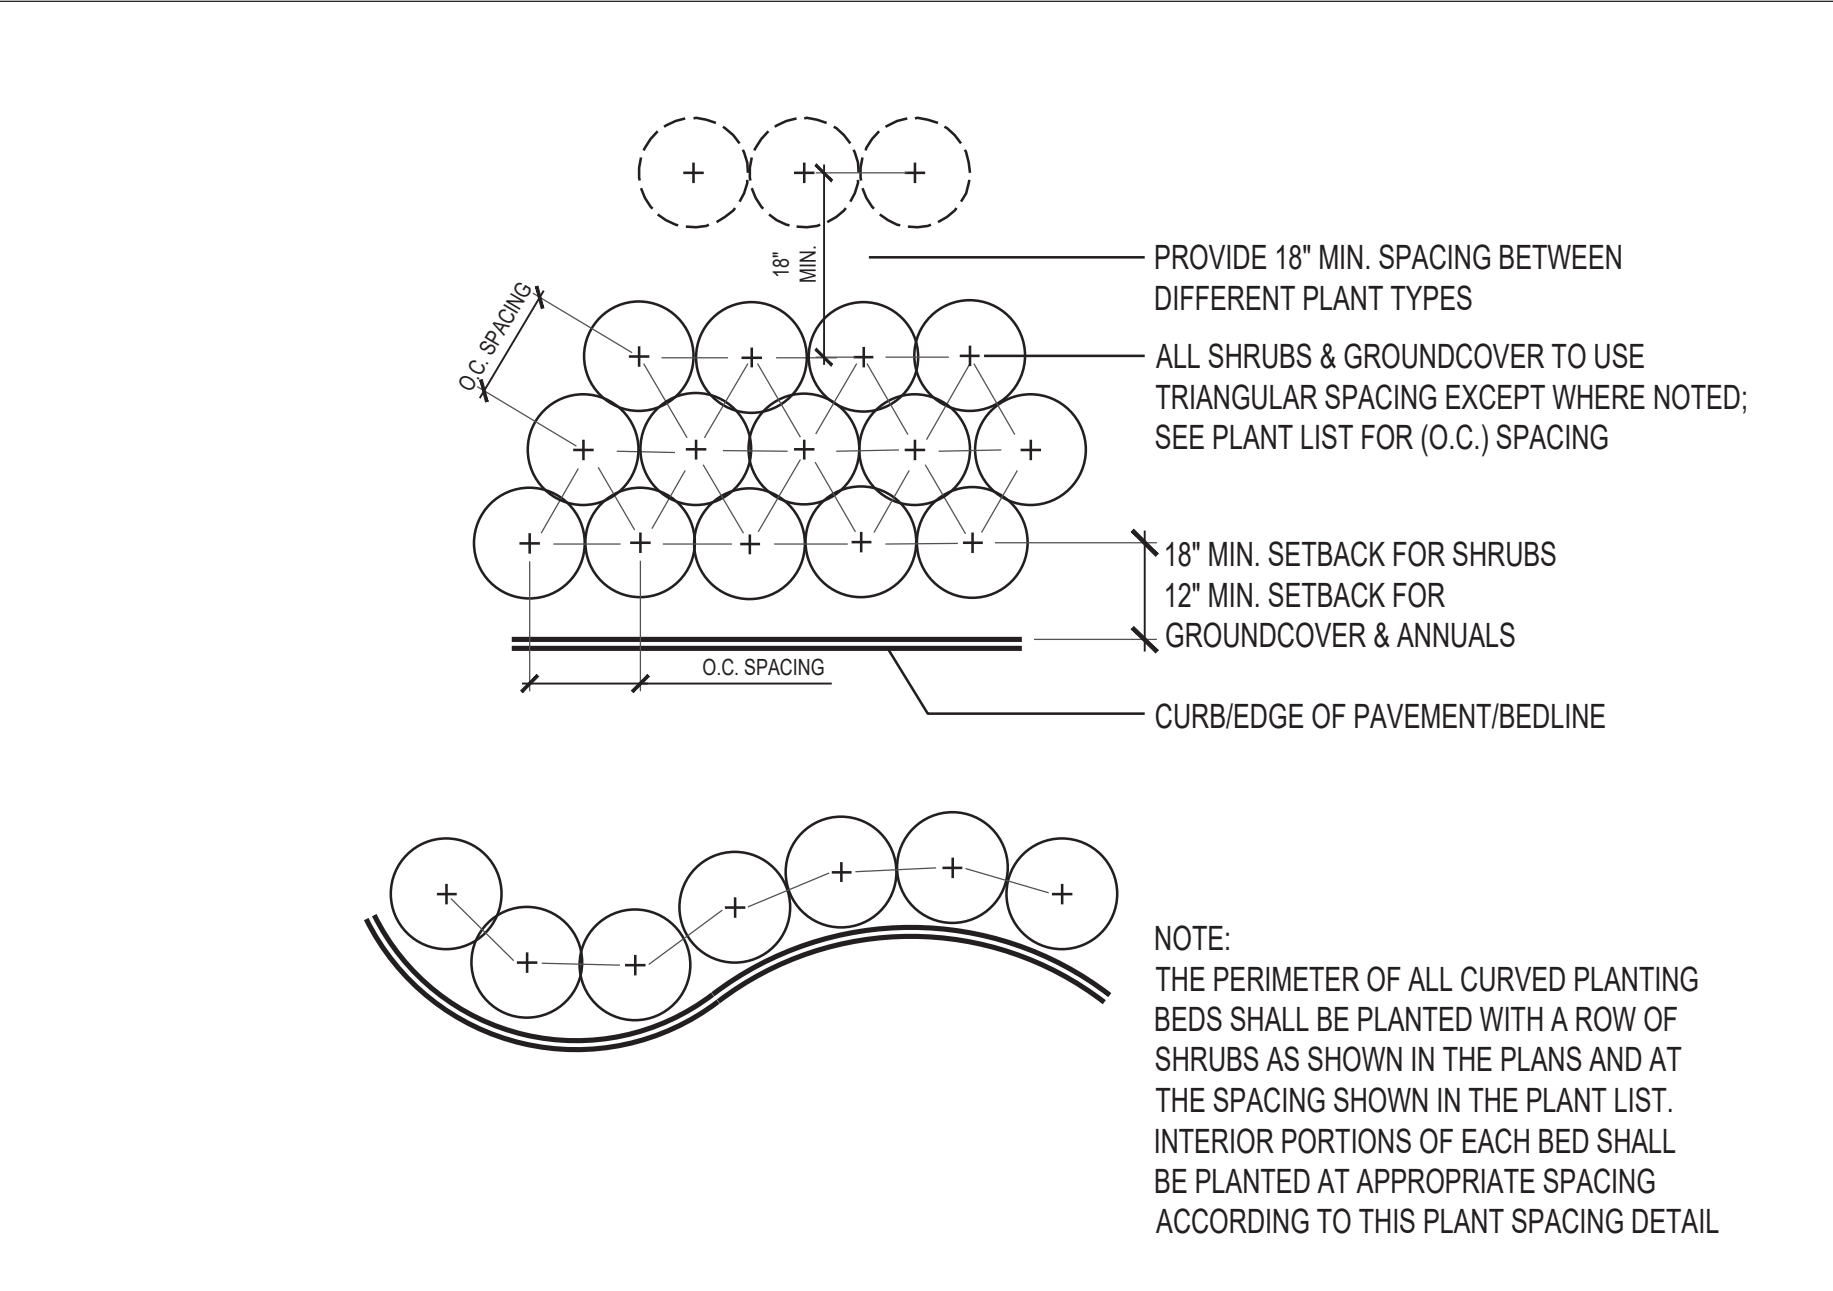 18"
MIN.
PROVIDE 18" MIN. SPACING BETWEEN
DIFFERENT PLANT TYPES
O.C. SPACING
ALL SHRUBS & GROUNDCOVER TO USE
TRIANGULAR SPACING EXCEPT WHERE NOTED;
SEE PLANT LIST FOR (O.C.) SPACING
18" MIN. SETBACK FOR SHRUBS
12" MIN. SETBACK FOR
GROUNDCOVER & ANNUALS
O.C. SPACING
CURB/EDGE OF PAVEMENT/BEDLINE
NOTE:
THE PERIMETER OF ALL CURVED PLANTING
BEDS SHALL BE PLANTED WITH A ROW OF
SHRUBS AS SHOWN IN THE PLANS AND AT
THE SPACING SHOWN IN THE PLANT LIST.
INTERIOR PORTIONS OF EACH BED SHALL
BE PLANTED AT APPROPRIATE SPACING
ACCORDING TO THIS PLANT SPACING DETAIL